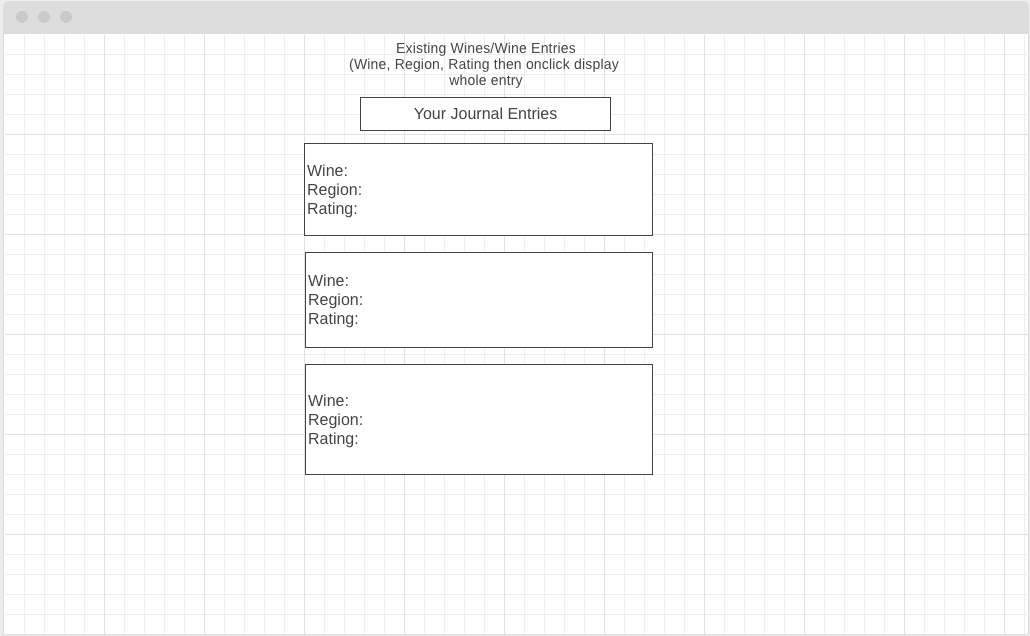 Existing Wines/Wine Entries
(Wine, Region, Rating then onclick display
whole entry
Your Journal Entries
Wine:
Region:
Rating:
Wine:
Region:
Rating:
Wine:
Region:
Rating: